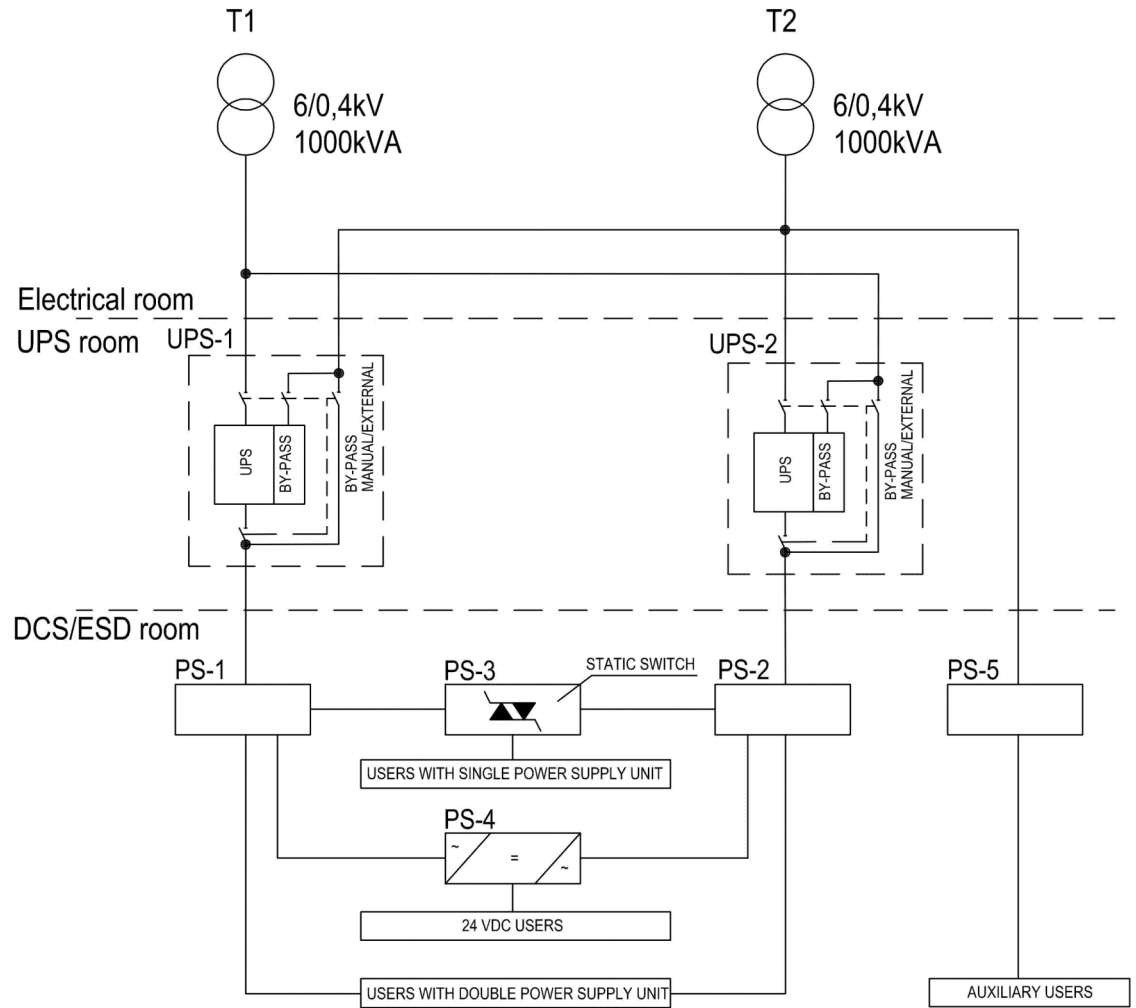 T1
T2
6/0,4kV
1000kVA
6/0,4kV
1000kVA
Electrical room
UPS room
UPS-1
UPS-2
UPS
BY-PASS
BY-PASS
MANUAL/EXTERNAL
UPS
BY-PASS
BY-PASS
MANUAL/EXTERNAL
DCS/ESD room
PS-1
PS-3
STATIC SWITCH
PS-2
PS-5
USERS WITH SINGLE POWER SUPPLY UNIT
PS-4
~
=
~
24 VDC USERS
USERS WITH DOUBLE POWER SUPPLY UNIT
AUXILIARY USERS